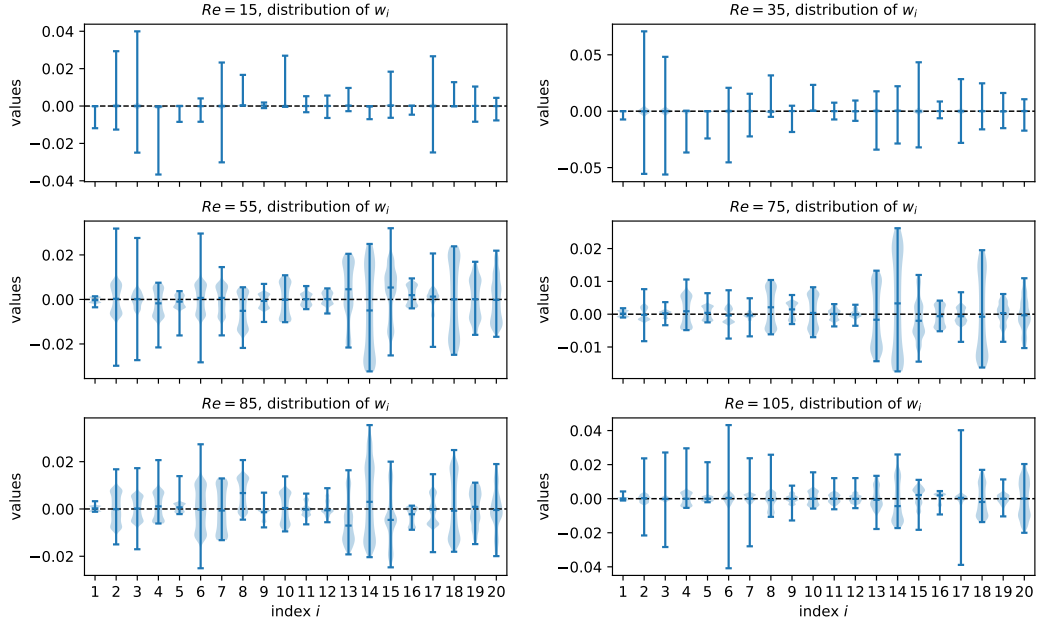 Re = 15, distribution of w_i
values
0.04
0.02
0.00
−0.02
−0.04
Re = 35, distribution of w_i
values
0.05
0.00
−0.05
Re = 55, distribution of w_i
values
0.02
0.00
−0.02
Re = 75, distribution of w_i
values
0.02
0.01
0.00
−0.01
Re = 85, distribution of w_i
values
0.02
0.00
−0.02
1 2 3 4 5 6 7 8 9 10 11 12 13 14 15 16 17 18 19 20
index i
Re = 105, distribution of w_i
values
0.04
0.02
0.00
−0.02
−0.04
1 2 3 4 5 6 7 8 9 10 11 12 13 14 15 16 17 18 19 20
index i